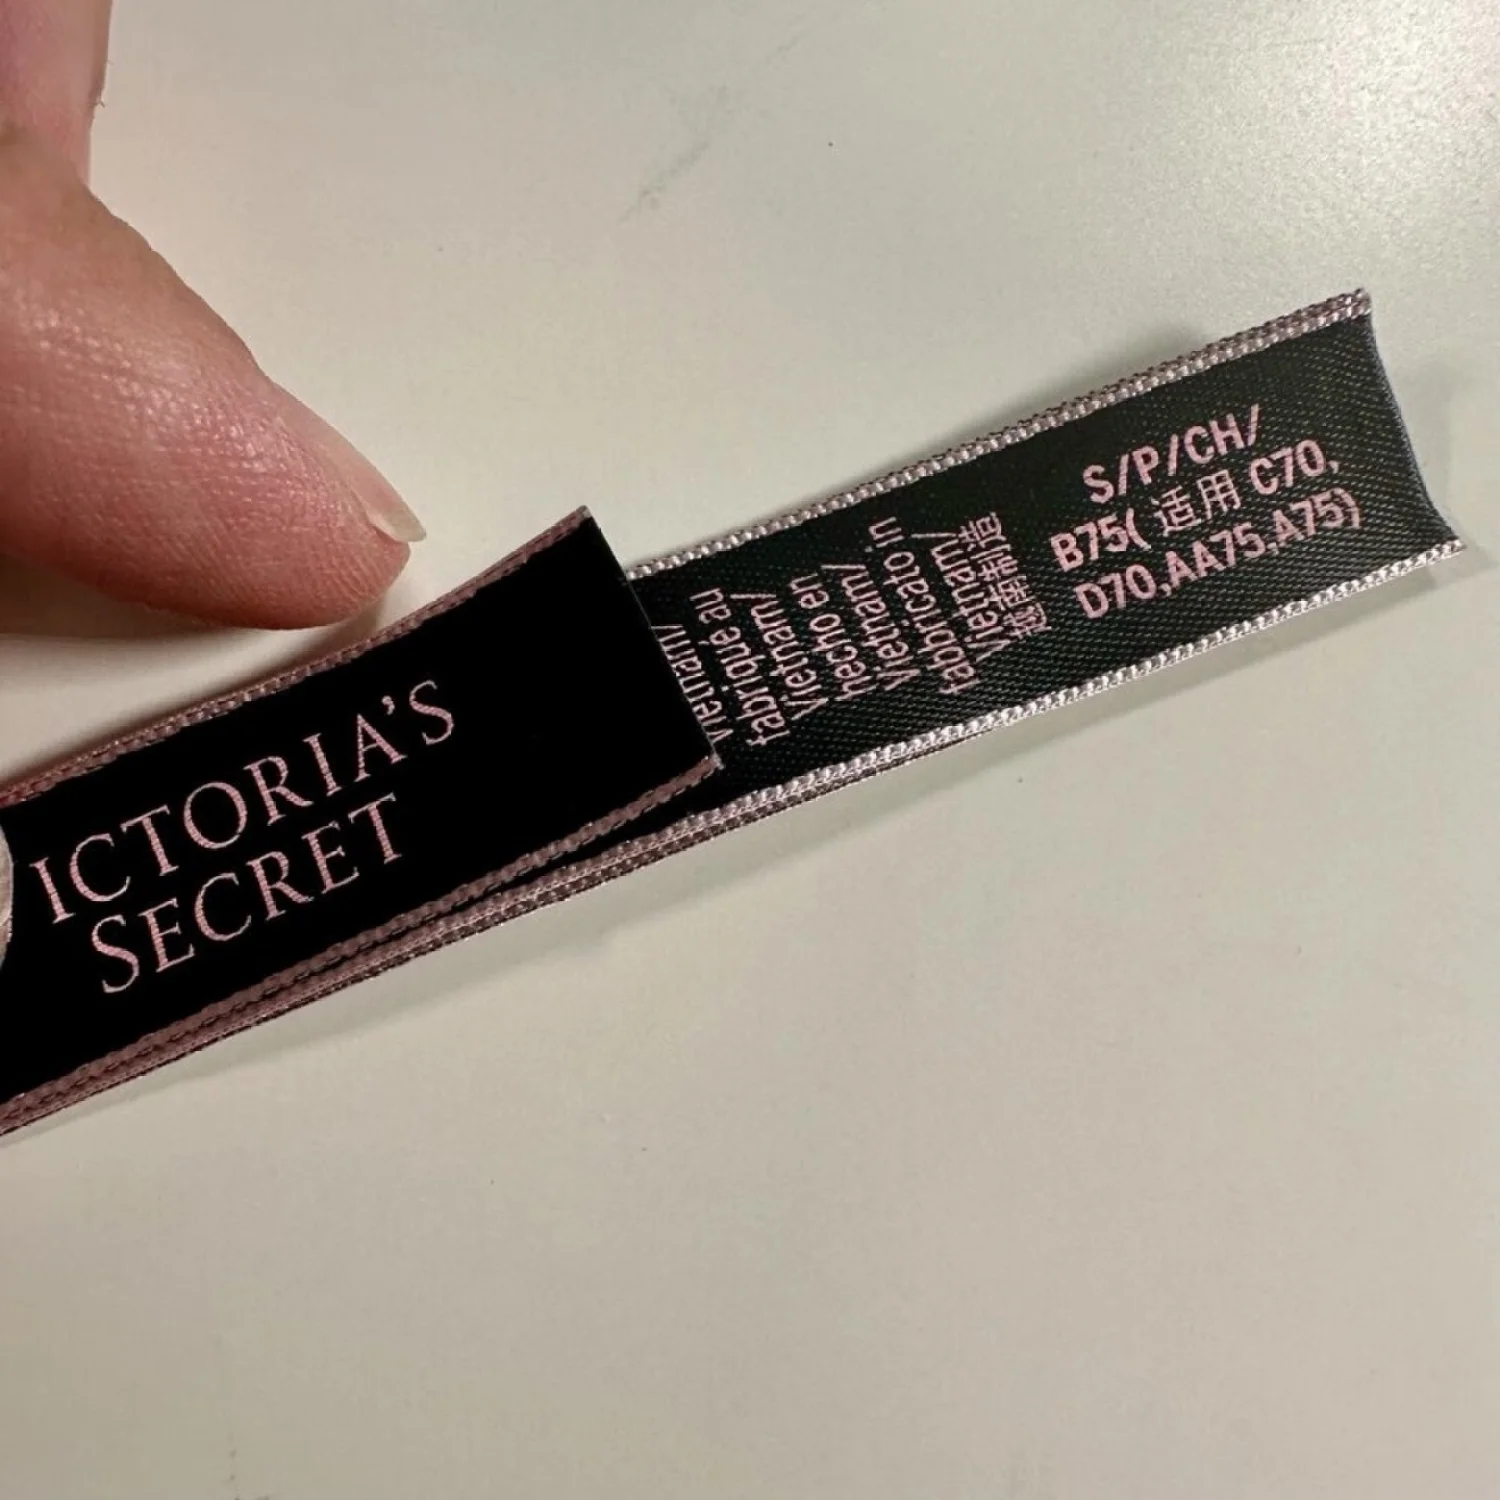 ICTORIA'S
SECRET
Vietnam/
fabriqué au
Vietnam/
hecho en
Vietnam/
fabbricato in
Vietnam/
越南制造
S/P/CH/
B75( 适用 C70,
D70,AA75,A75)